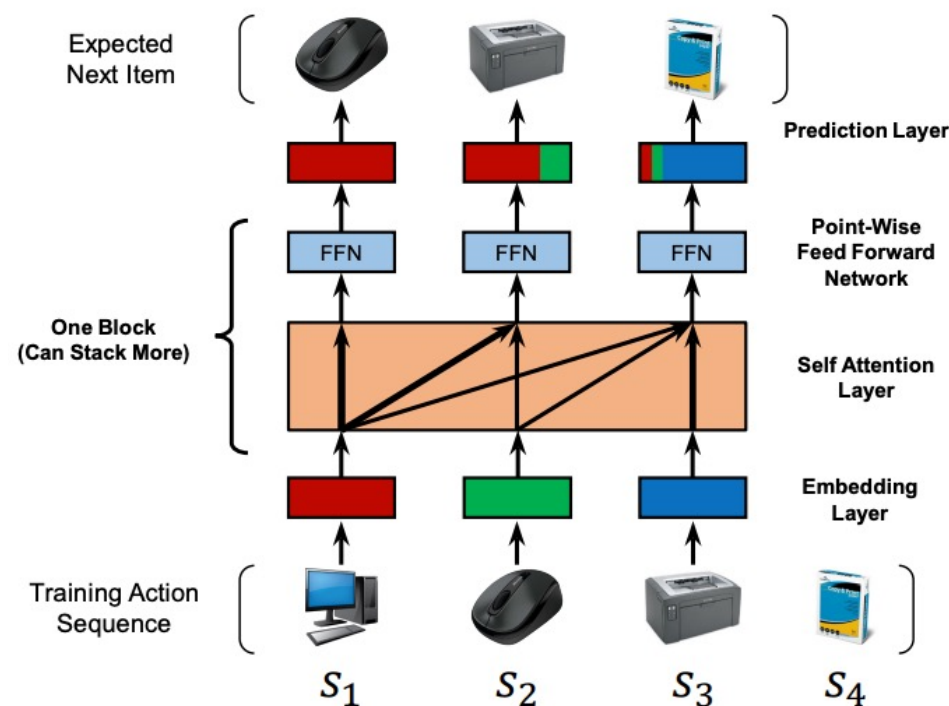 Expected
Next Item
Prediction Layer
FFN
FFN
FFN
Point-Wise
Feed Forward
Network
One Block
(Can Stack More)
Self Attention
Layer
Embedding
Layer
Training Action
Sequence
S1
S2
S3
S4